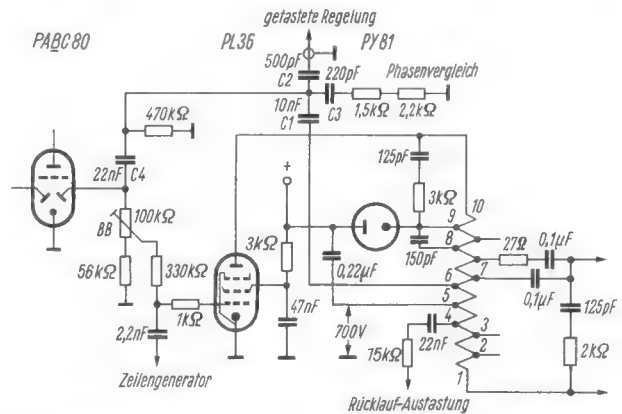 getastete Regelung
PABC80
PL36
PY81
500pF
C2
220pF
C3
Phasenvergleich
1,5kΩ
2,2kΩ
10nF
C1
470kΩ
22nF
C4
125pF
3kΩ
10
9
8
7
6
5
4
3
2
1
+
100kΩ
BB
3kΩ
150pF
27Ω
0,1µF
0,1µF
56kΩ
330kΩ
0,22µF
125pF
2,2nF
1kΩ
47nF
700V
22nF
15kΩ
2kΩ
Zeilengenerator
Rücklauf-Austastung